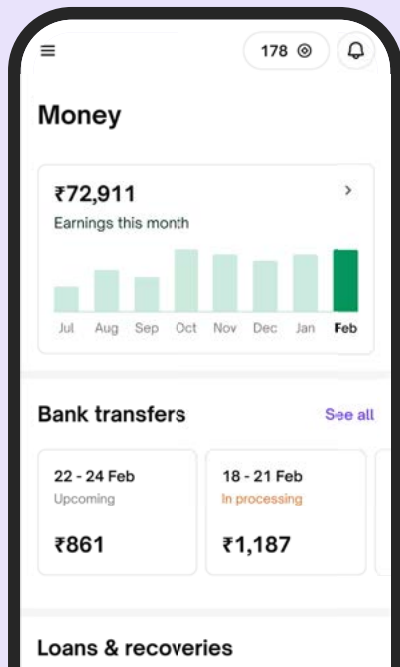 178
Money
₹72,911
Earnings this month
Jul Aug Sep Oct Nov Dec Jan Feb
Bank transfers
See all
22 - 24 Feb
Upcoming
₹861
18 - 21 Feb
In processing
₹1,187
Loans & recoveries